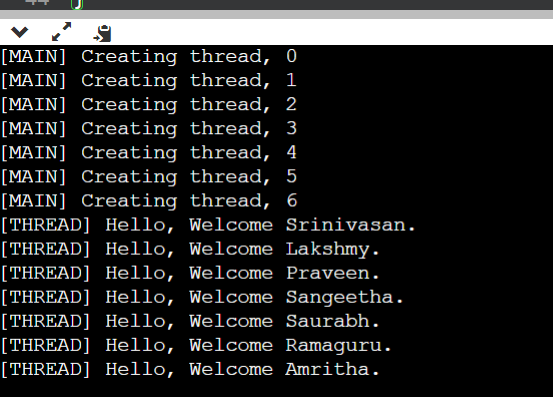 44 }
[MAIN] Creating thread, 0
[MAIN] Creating thread, 1
[MAIN] Creating thread, 2
[MAIN] Creating thread, 3
[MAIN] Creating thread, 4
[MAIN] Creating thread, 5
[MAIN] Creating thread, 6
[THREAD] Hello, Welcome Srinivasan.
[THREAD] Hello, Welcome Lakshmy.
[THREAD] Hello, Welcome Praveen.
[THREAD] Hello, Welcome Sangeetha.
[THREAD] Hello, Welcome Saurabh.
[THREAD] Hello, Welcome Ramaguru.
[THREAD] Hello, Welcome Amritha.